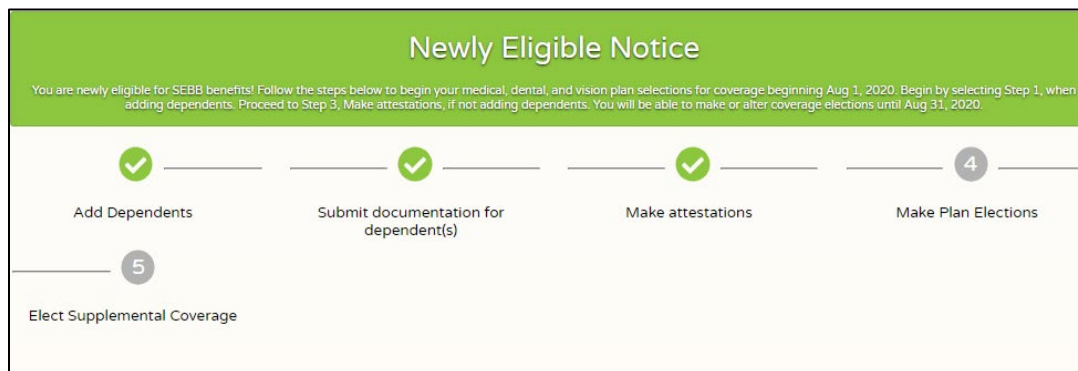 Newly Eligible Notice
You are newly eligible for SEBB benefits! Follow the steps below to begin your medical, dental, and vision plan selections for coverage beginning Aug 1, 2020. Begin by selecting Step 1, when
adding dependents. Proceed to Step 3, Make attestations, if not adding dependents. You will be able to make or alter coverage elections until Aug 31, 2020.
4
Add Dependents
Submit documentation for
dependent(s)
Make attestations
Make Plan Elections
5
Elect Supplemental Coverage